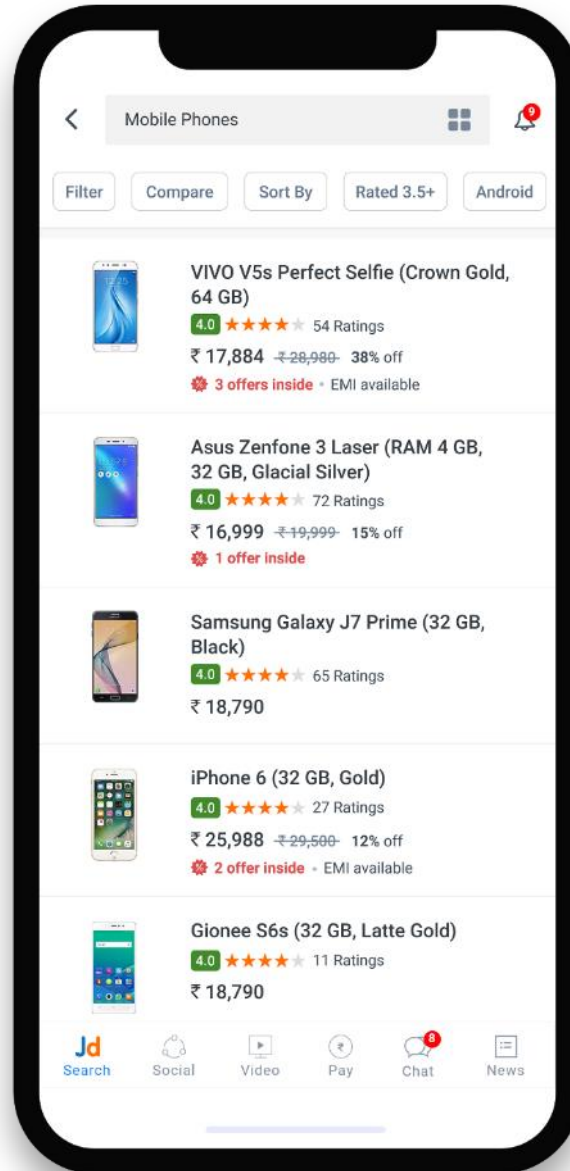 Mobile Phones
9
Filter
Compare
Sort By
Rated 3.5+
Android
VIVO V5s Perfect Selfie (Crown Gold,
64 GB)
4.0 ★★★★★ 54 Ratings
₹ 17,884 ₹ 28,980 38% off
3 offers inside • EMI available
Asus Zenfone 3 Laser (RAM 4 GB,
32 GB, Glacial Silver)
4.0 ★★★★★ 72 Ratings
₹ 16,999 ₹ 19,999 15% off
1 offer inside
Samsung Galaxy J7 Prime (32 GB,
Black)
4.0 ★★★★★ 65 Ratings
₹ 18,790
iPhone 6 (32 GB, Gold)
4.0 ★★★★★ 27 Ratings
₹ 25,988 ₹ 29,500 12% off
2 offer inside • EMI available
Gionee S6s (32 GB, Latte Gold)
4.0 ★★★★★ 11 Ratings
₹ 18,790
Jd
8
Search
Social
Video
Pay
Chat
News